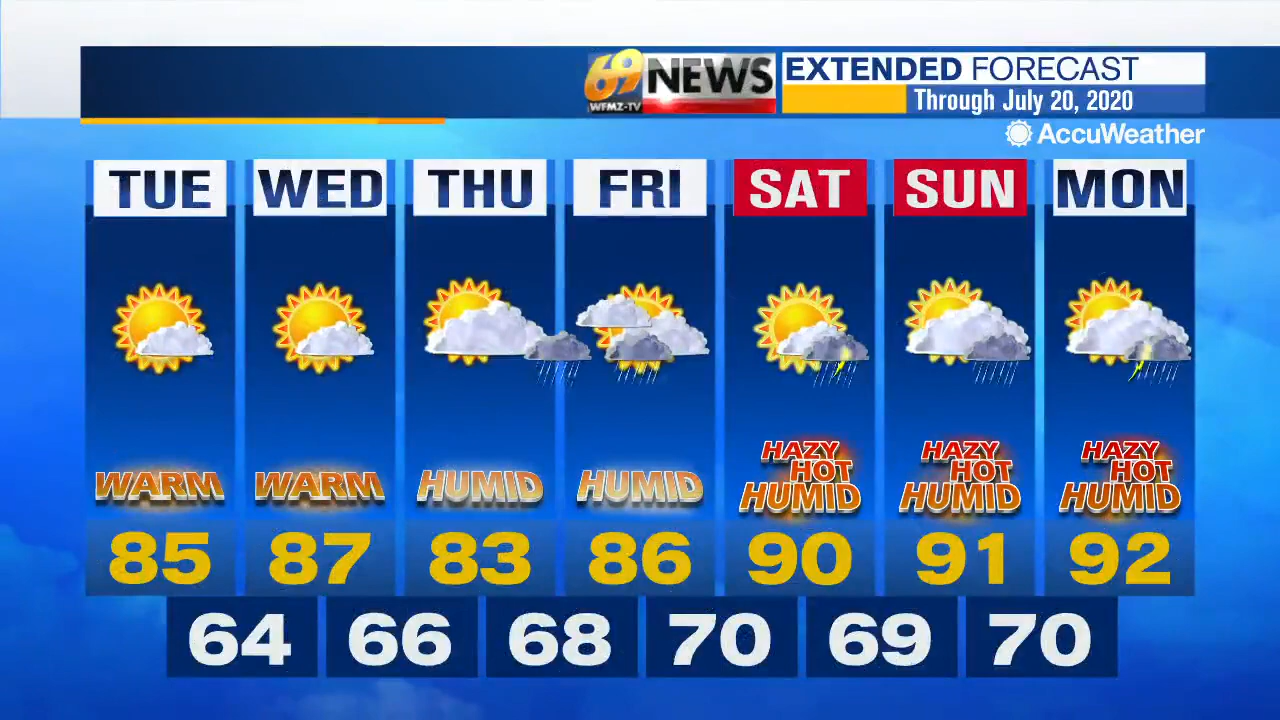 69 NEWS
WFMZ-TV
EXTENDED FORECAST
Through July 20, 2020
AccuWeather
TUE WED THU FRI SAT SUN MON
WARM WARM HUMID HUMID HAZY HOT HUMID HAZY HOT HUMID HAZY HOT HUMID
85 87 83 86 90 91 92
64 66 68 70 69 70